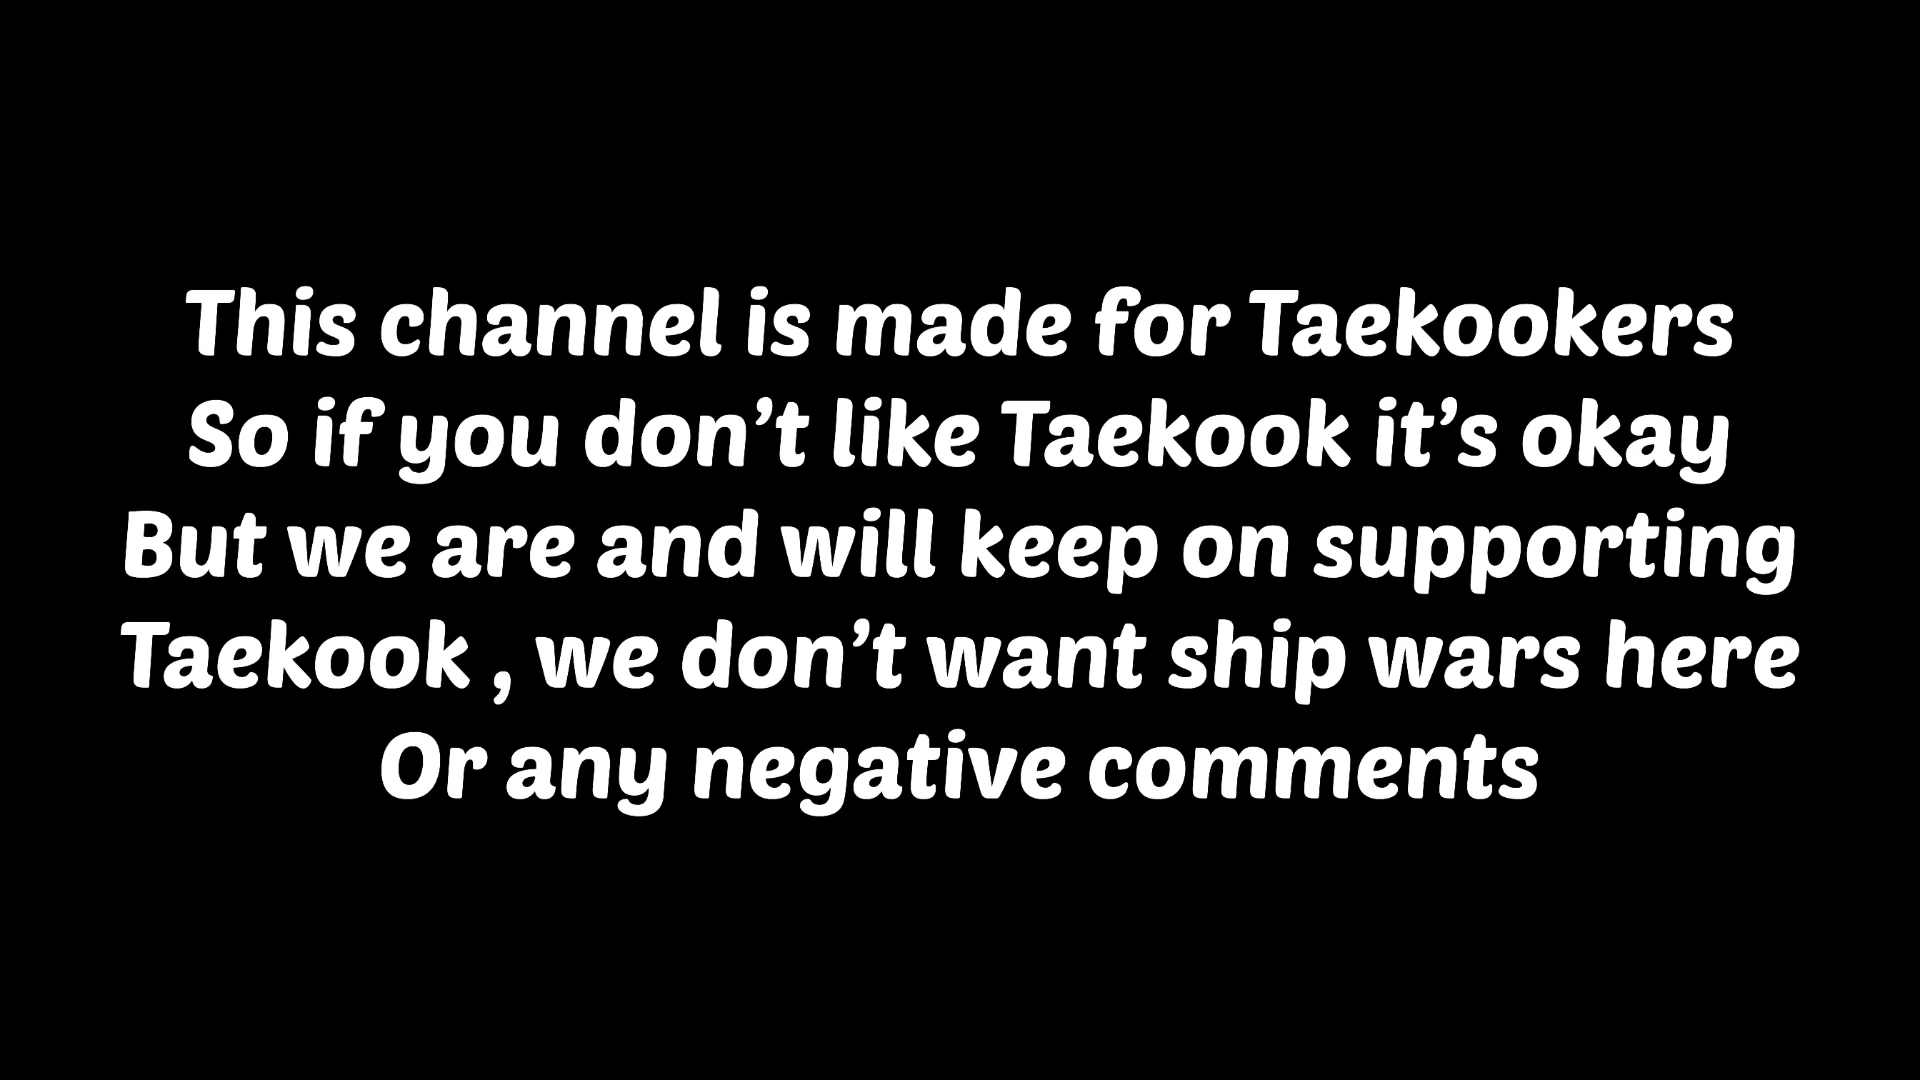 This channel is made for Taekookers
So if you don’t like Taekook it’s okay
But we are and will keep on supporting
Taekook , we don’t want ship wars here
Or any negative comments